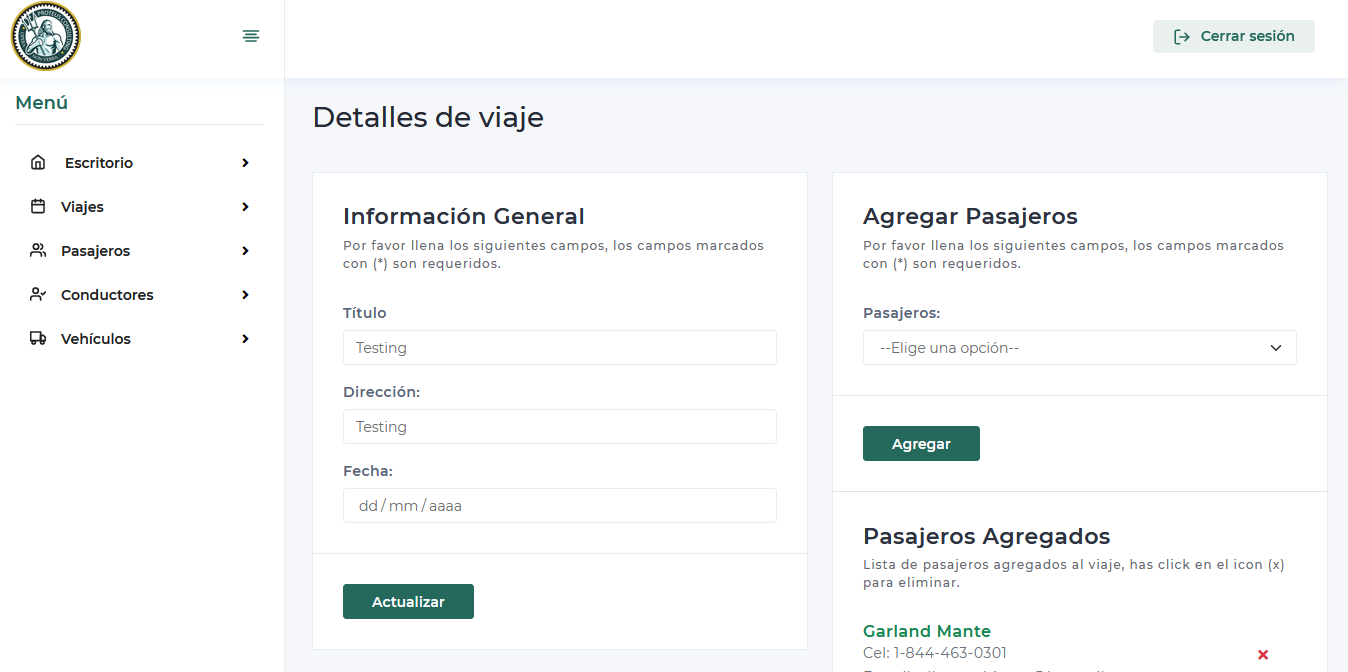 Cerrar sesión
Menú
Escritorio
Viajes
Pasajeros
Conductores
Vehículos
Detalles de viaje
Información General
Por favor llena los siguientes campos, los campos marcados
con (*) son requeridos.
Título
Testing
Dirección:
Testing
Fecha:
dd/mm/aaaa
Actualizar
Agregar Pasajeros
Por favor llena los siguientes campos, los campos marcados
con (*) son requeridos.
Pasajeros:
--Elige una opción--
Agregar
Pasajeros Agregados
Lista de pasajeros agregados al viaje, has click en el icon (x)
para eliminar.
Garland Mante
Cel: 1-844-463-0301